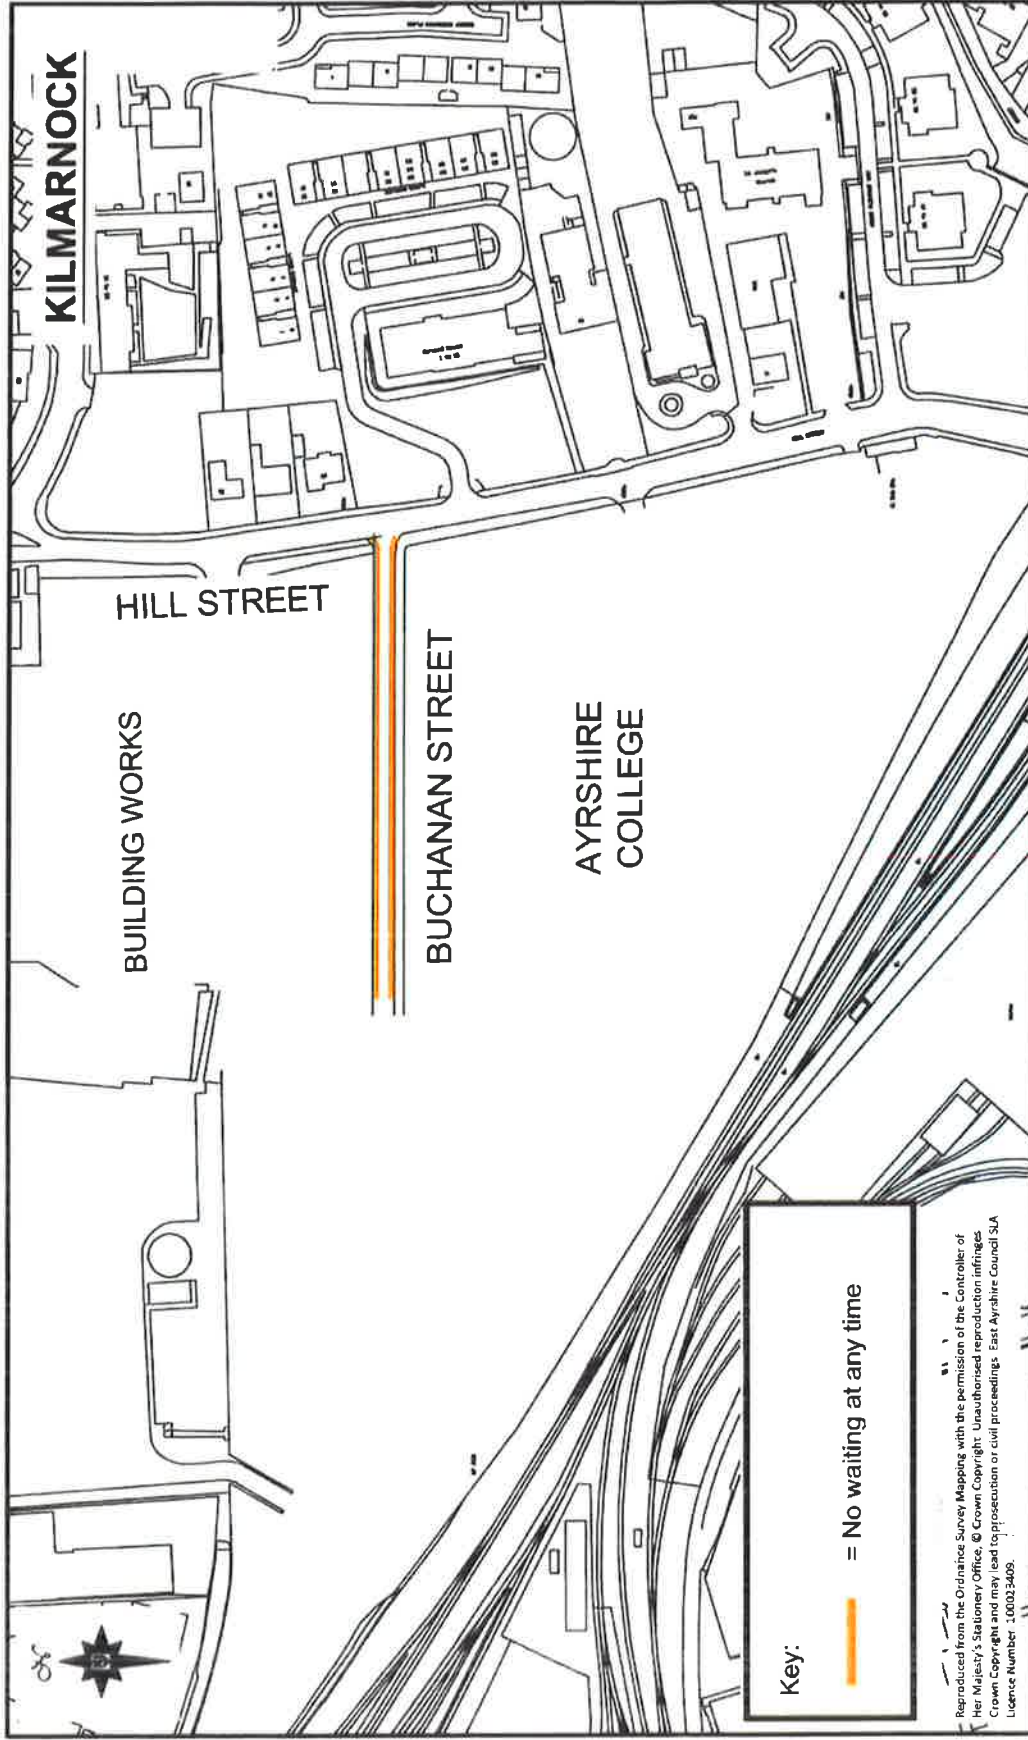 KILMARNOCK
HILL STREET
BUILDING WORKS
BUCHANAN STREET
AYRSHIRE
COLLEGE
Key:
= No waiting at any time
Reproduced from the Ordnance Survey Mapping with the permission of the Controller of
Her Majesty's Stationery Office, © Crown Copyright Unauthorised reproduction infringes
Crown Copyright and may lead to prosecution or civil proceedings East Ayrshire Council SLA
Licence Number 100023409.